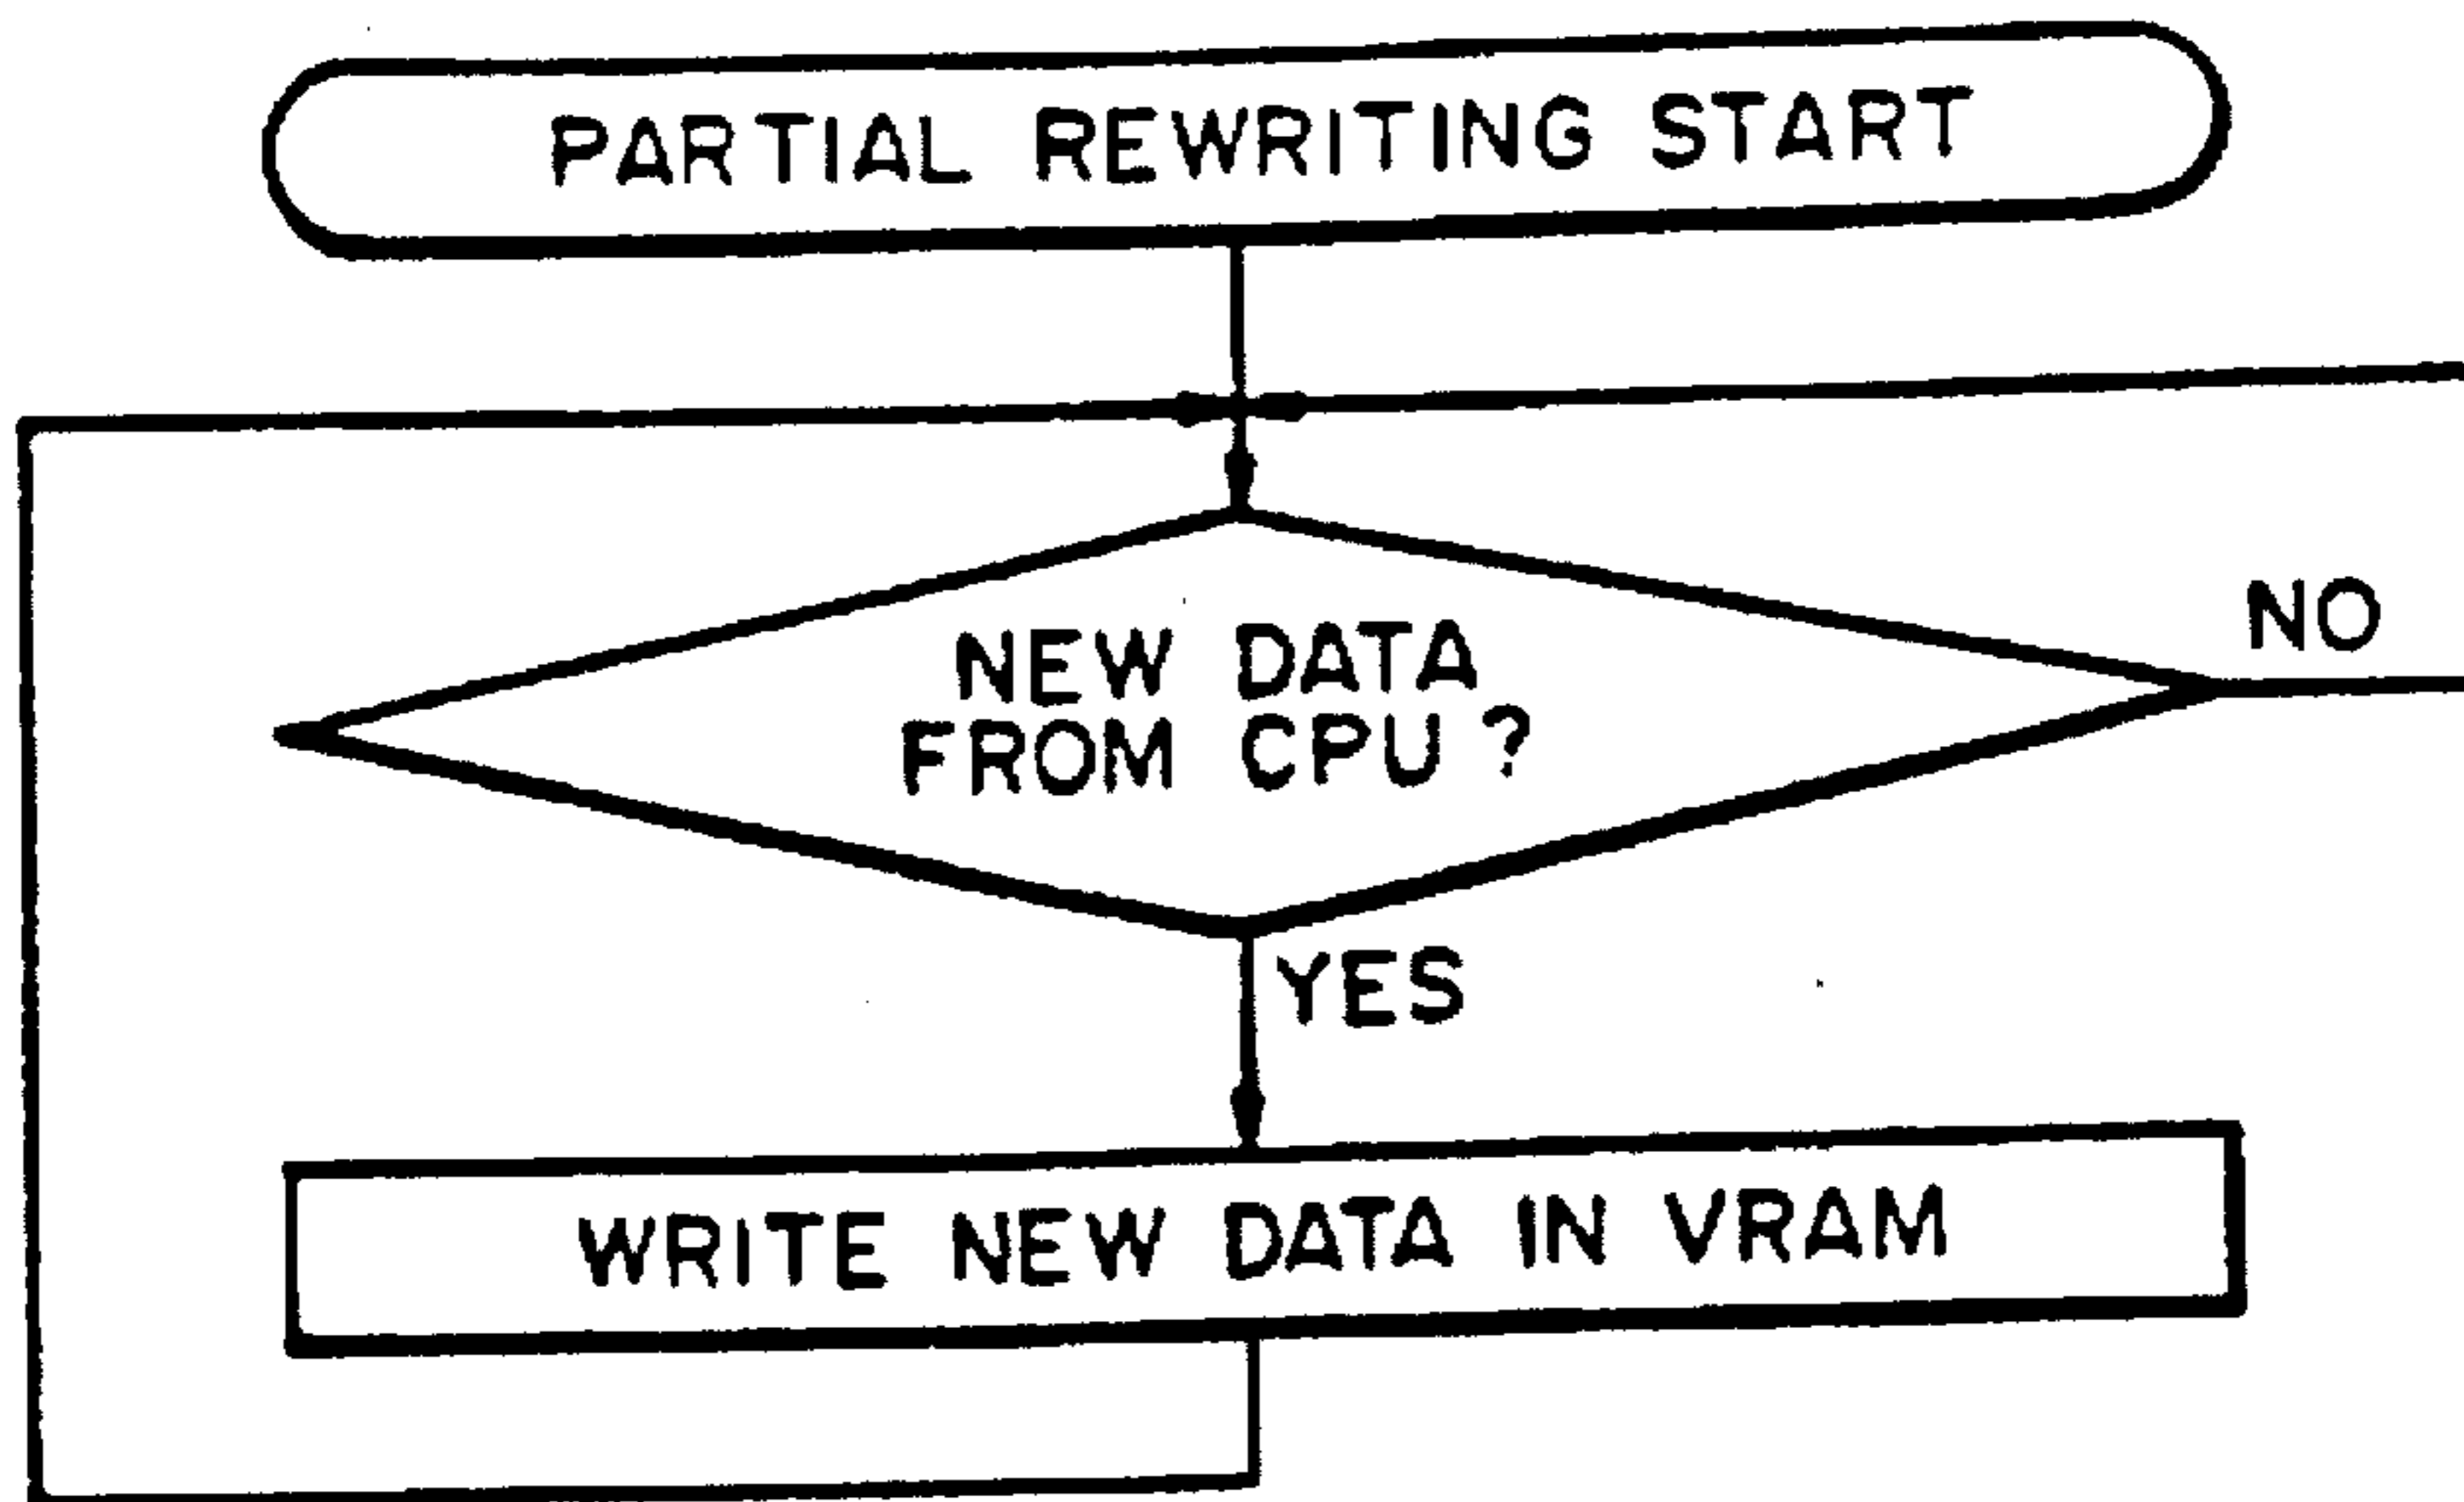 PARTIAL REWRITING START
NO
NEW DATA
FROM CPU ?
YES
WRITE NEW DATA IN VRAM